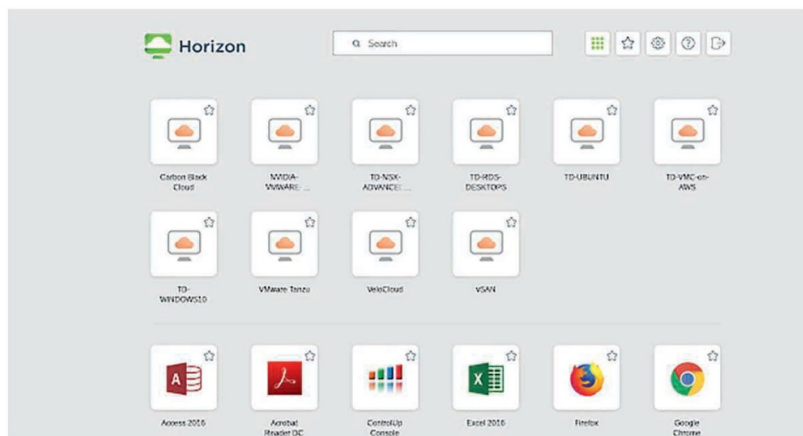 Horizon
Search
Carbon Black
Cloud
NVIDIA-
VMWARE- ...
TD-NSX-
ADVANCE: ...
TD-RDS-
DESKTOPS
TD-UBUNTU
TD-VMC-on-
AWS
TD-
WINDOWS10
VMware Tanzu
VeloCloud
vSAN
Access 2016
Acrobat
Reader DC
ControlUp
Console
Excel 2016
Firefox
Google
Chrome